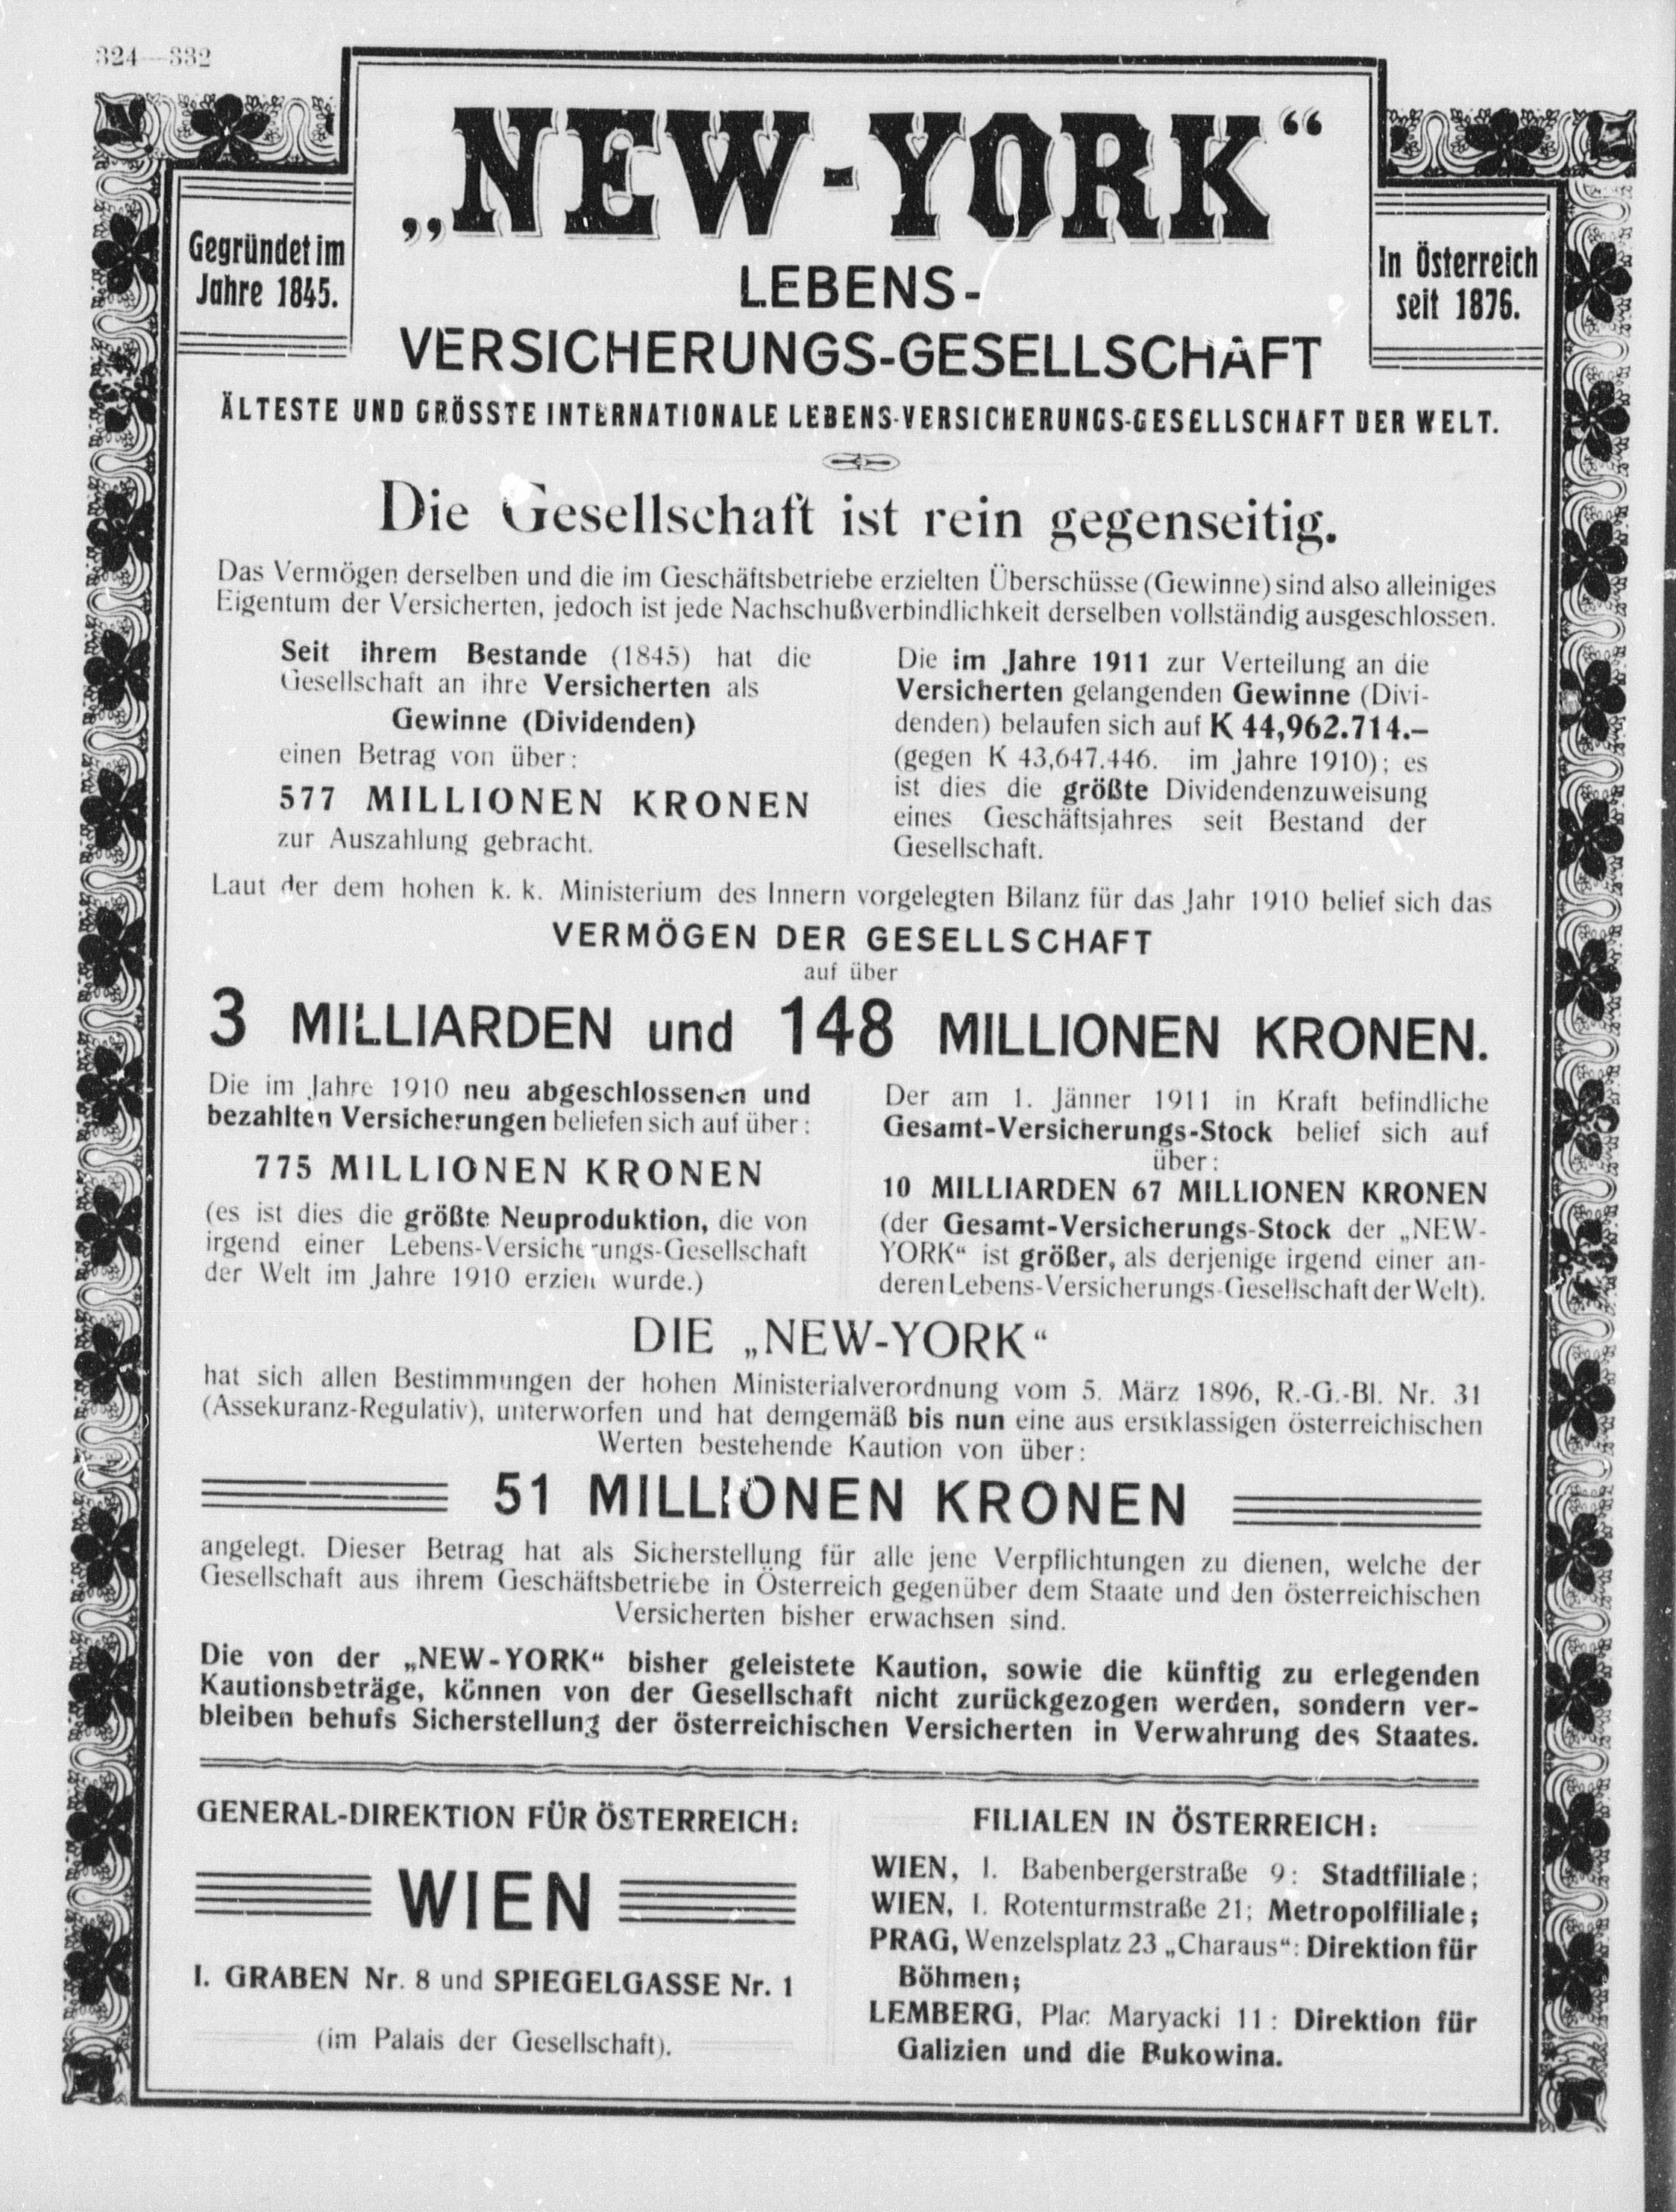 324—332
„NEW-YORK“
Gegründet im
Jahre 1845.
In Österreich
seit 1876.
LEBENS-
VERSICHERUNGS-GESELLSCHAFT
ÄLTESTE UND GRÖSSTE INTERNATIONALE LEBENS-VERSICHERUNGS-GESELLSCHAFT DER WELT.
Die Gesellschaft ist rein gegenseitig.
Das Vermögen derselben und die im Geschäftsbetriebe erzielten Überschüsse (Gewinne) sind also alleiniges
Eigentum der Versicherten, jedoch ist jede Nachschußverbindlichkeit derselben vollständig ausgeschlossen.
Seit ihrem Bestande (1845) hat die
Gesellschaft an ihre Versicherten als
Gewinne (Dividenden)
einen Betrag von über:
577 MILLIONEN KRONEN
zur Auszahlung gebracht.
Die im Jahre 1911 zur Verteilung an die
Versicherten gelangenden Gewinne (Divi-
denden) belaufen sich auf K 44,962.714.—
(gegen K 43,647.446. im Jahre 1910); es
ist dies die größte Dividendenzuweisung
eines Geschäftsjahres seit Bestand der
Gesellschaft.
Laut der dem hohen k. k. Ministerium des Innern vorgelegten Bilanz für das Jahr 1910 belief sich das
VERMÖGEN DER GESELLSCHAFT
auf über
3 MILLIARDEN und 148 MILLIONEN KRONEN.
Die im Jahre 1910 neu abgeschlossenen und
bezahlten Versicherungen beliefen sich auf über:
775 MILLIONEN KRONEN
(es ist dies die größte Neuproduktion, die von
irgend einer Lebens-Versicherungs-Gesellschaft
der Welt im Jahre 1910 erzielt wurde.)
Der am 1. Jänner 1911 in Kraft befindliche
Gesamt-Versicherungs-Stock belief sich auf
über:
10 MILLIARDEN 67 MILLIONEN KRONEN
(der Gesamt-Versicherungs-Stock der „NEW-
YORK“ ist größer, als derjenige irgend einer an-
deren Lebens-Versicherungs-Gesellschaft der Welt).
DIE „NEW-YORK“
hat sich allen Bestimmungen der hohen Ministerialverordnung vom 5. März 1896, R.-G.-Bl. Nr. 31
(Assekuranz-Regulativ), unterworfen und hat demgemäß bis nun eine aus erstklassigen österreichischen
Werten bestehende Kaution von über:
51 MILLIONEN KRONEN
angelegt. Dieser Betrag hat als Sicherstellung für alle jene Verpflichtungen zu dienen, welche der
Gesellschaft aus ihrem Geschäftsbetriebe in Österreich gegenüber dem Staate und den österreichischen
Versicherten bisher erwachsen sind.
Die von der „NEW-YORK“ bisher geleistete Kaution, sowie die künftig zu erlegenden
Kautionsbeträge, können von der Gesellschaft nicht zurückgezogen werden, sondern ver-
bleiben behufs Sicherstellung der österreichischen Versicherten in Verwahrung des Staates.
GENERAL-DIREKTION FÜR ÖSTERREICH:
WIEN
I. GRABEN Nr. 8 und SPIEGELGASSE Nr. 1
(im Palais der Gesellschaft).
FILIALEN IN ÖSTERREICH:
WIEN, I. Babenbergerstraße 9: Stadtfiliale;
WIEN, I. Rotenturmstraße 21; Metropolfiliale;
PRAG, Wenzelsplatz 23 „Charaus“: Direktion für
Böhmen;
LEMBERG, Plac Maryacki 11: Direktion für
Galizien und die Bukowina.